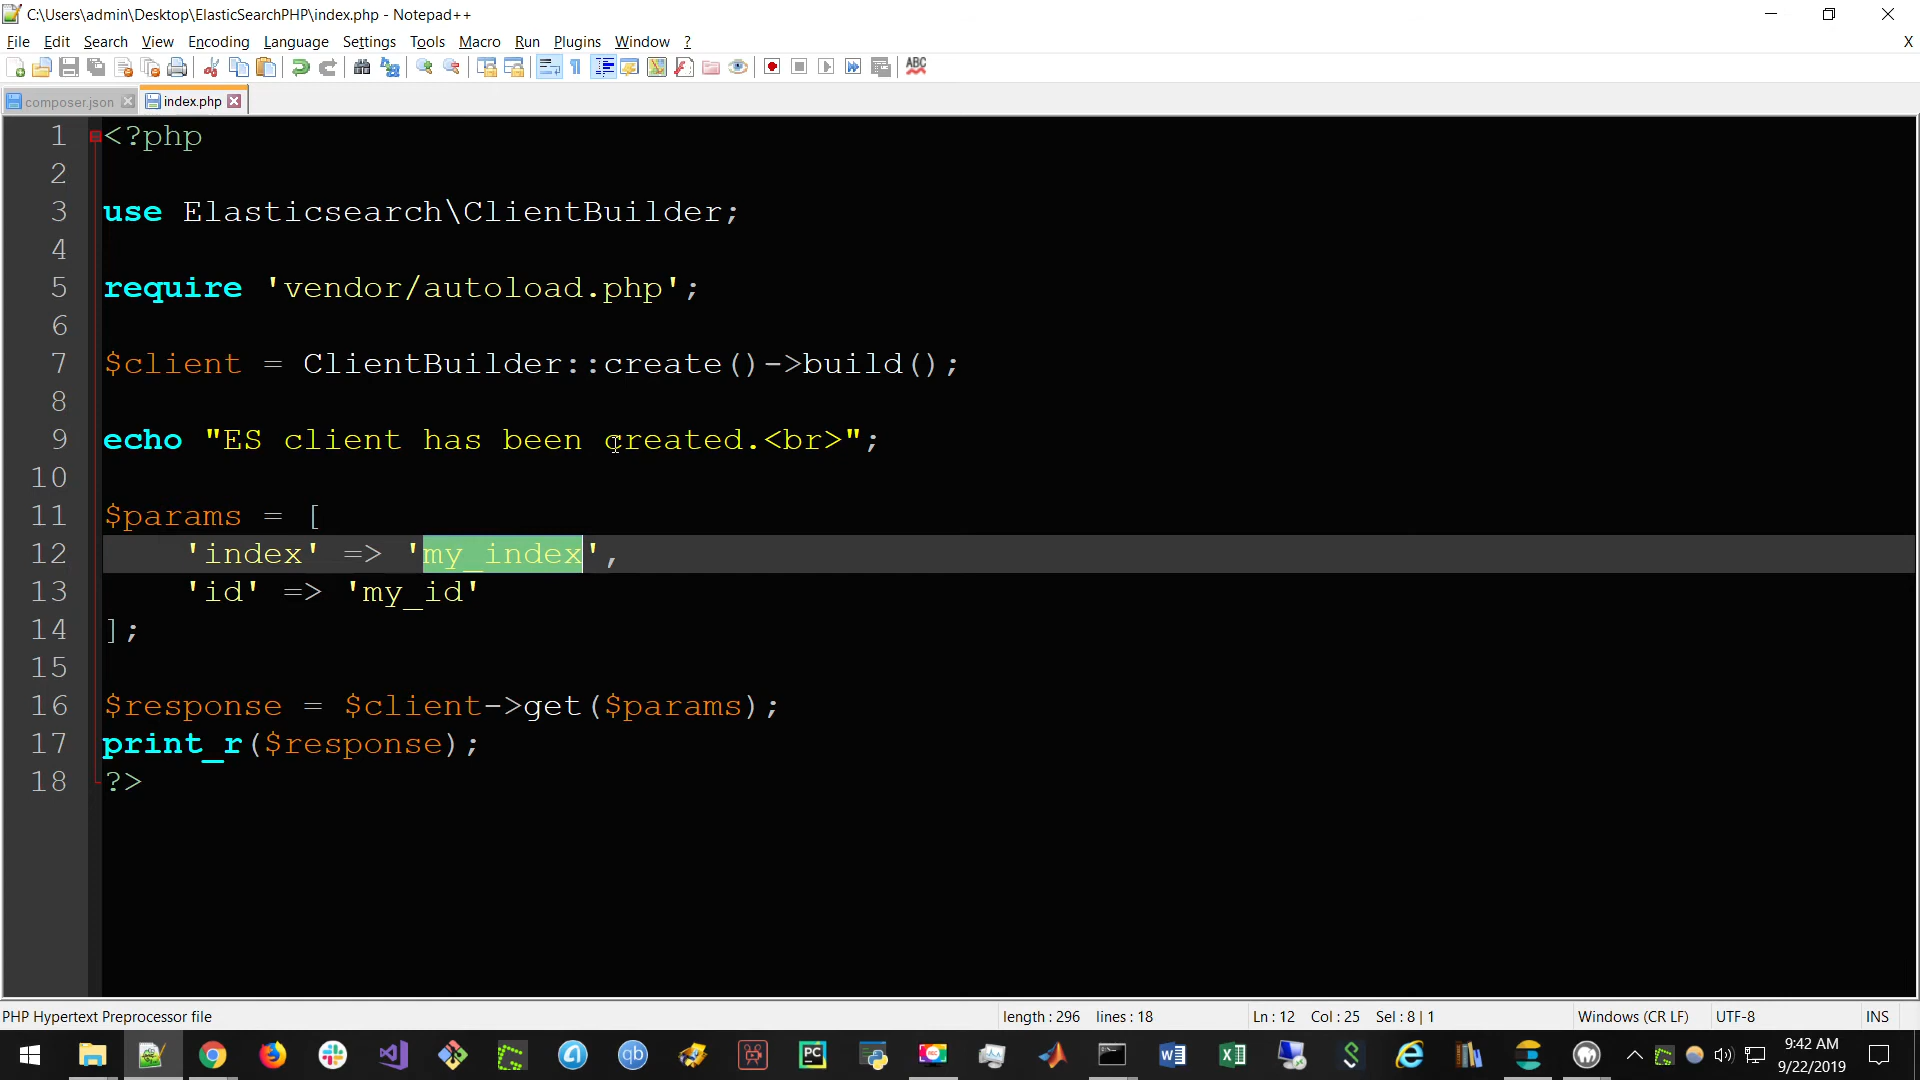 C:\Users\admin\Desktop\ElasticSearchPHP\index.php - Notepad++
File Edit Search View Encoding Language Settings Tools Macro Run Plugins Window ? X
ABC
composer.json index.php
1 <?php
2
3 use Elasticsearch\ClientBuilder;
4
5 require 'vendor/autoload.php';
6
7 $client = ClientBuilder::create()->build();
8
9 echo "ES client has been created.<br>";
10
11 $params = [
12 'index' => 'my_index',
13 'id' => 'my_id'
14 ];
15
16 $response = $client->get($params);
17 print_r($response);
18 ?>
PHP Hypertext Preprocessor file length : 296 lines : 18 Ln : 12 Col : 25 Sel : 8 | 1 Windows (CR LF) UTF-8 INS
qb PC
9:42 AM
9/22/2019